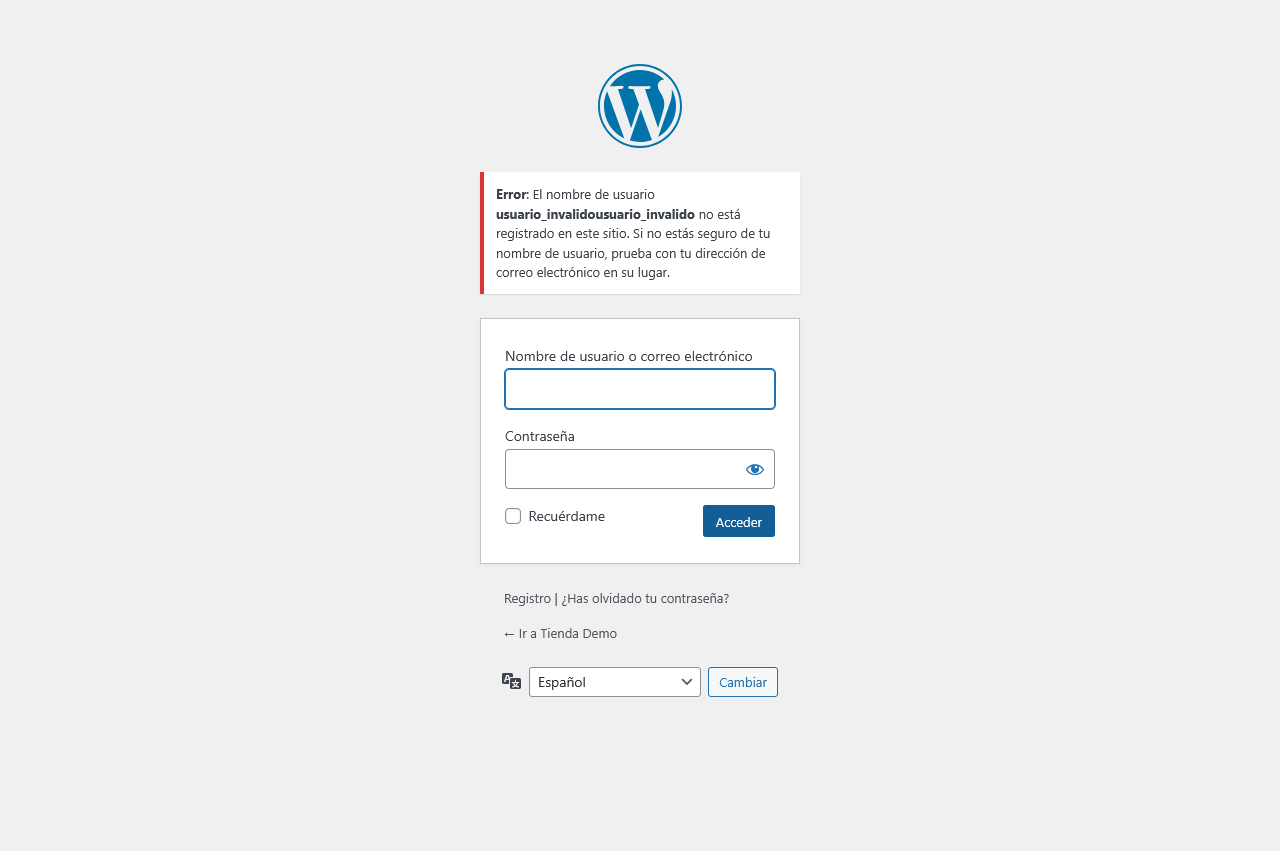 Error: El nombre de usuario
usuario_invalidousuario_invalido no está
registrado en este sitio. Si no estás seguro de tu
nombre de usuario, prueba con tu dirección de
correo electrónico en su lugar.
Nombre de usuario o correo electrónico
Contraseña
Recuérdame
Acceder
Registro | ¿Has olvidado tu contraseña?
← Ir a Tienda Demo
Español
Cambiar